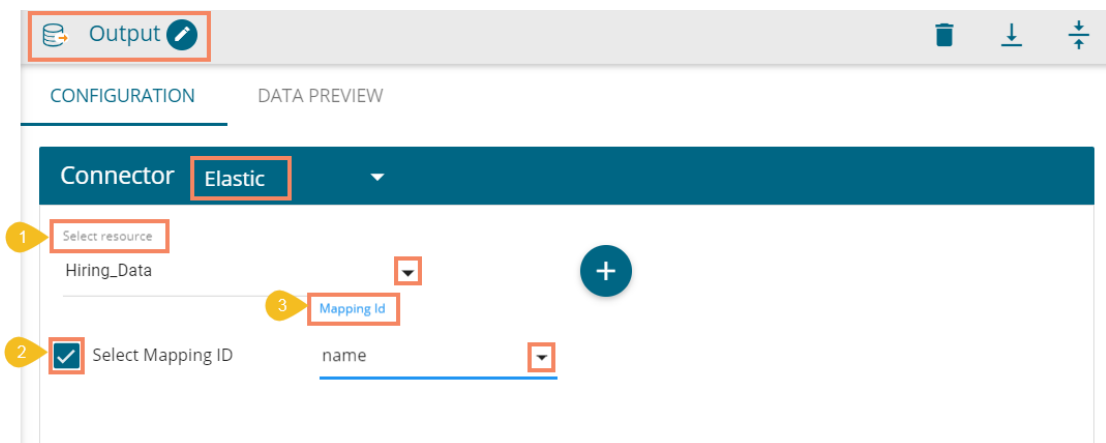 Output
CONFIGURATION DATA PREVIEW
Connector Elastic
1 Select resource
Hiring_Data
3 Mapping Id
2 Select Mapping ID name